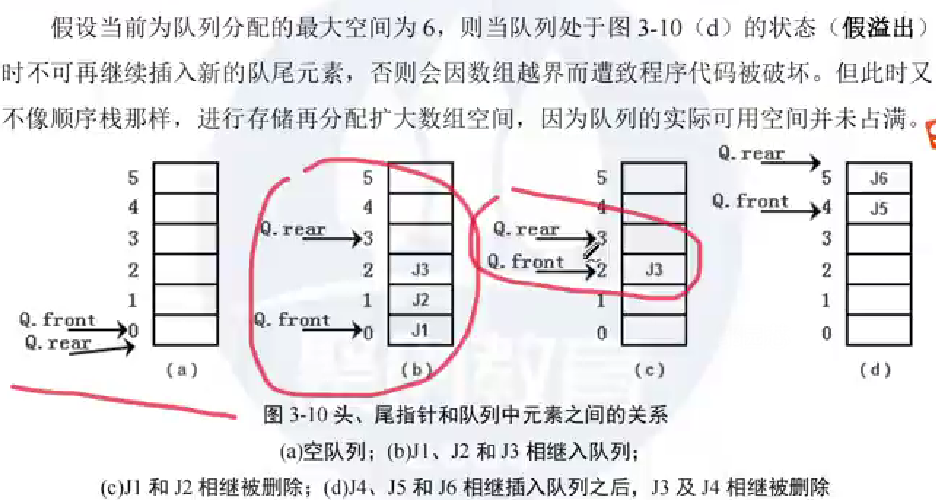 假设当前为队列分配的最大空间为6，则当队列处于图3-10（d）的状态（假溢出）
时不可再继续插入新的队尾元素，否则会因数组越界而遭致程序代码被破坏。但此时又
不像顺序栈那样，进行存储再分配扩大数组空间，因为队列的实际可用空间并未占满。
5
4
3
2
1
0
Q.front
Q.rear
(a)
5
4
Q.rear
3
2 J3
1 J2
Q.front
0 J1
(b)
5
4
Q.rear
3
Q.front
2 J3
1
0
(c)
Q.rear
5 J6
Q.front
4 J5
3
2
1
0
(d)
图 3-10 头、尾指针和队列中元素之间的关系
(a)空队列；(b)J1、J2 和 J3 相继入队列；
(c)J1 和 J2 相继被删除；(d)J4、J5 和 J6 相继插入队列之后，J3 及 J4 相继被删除